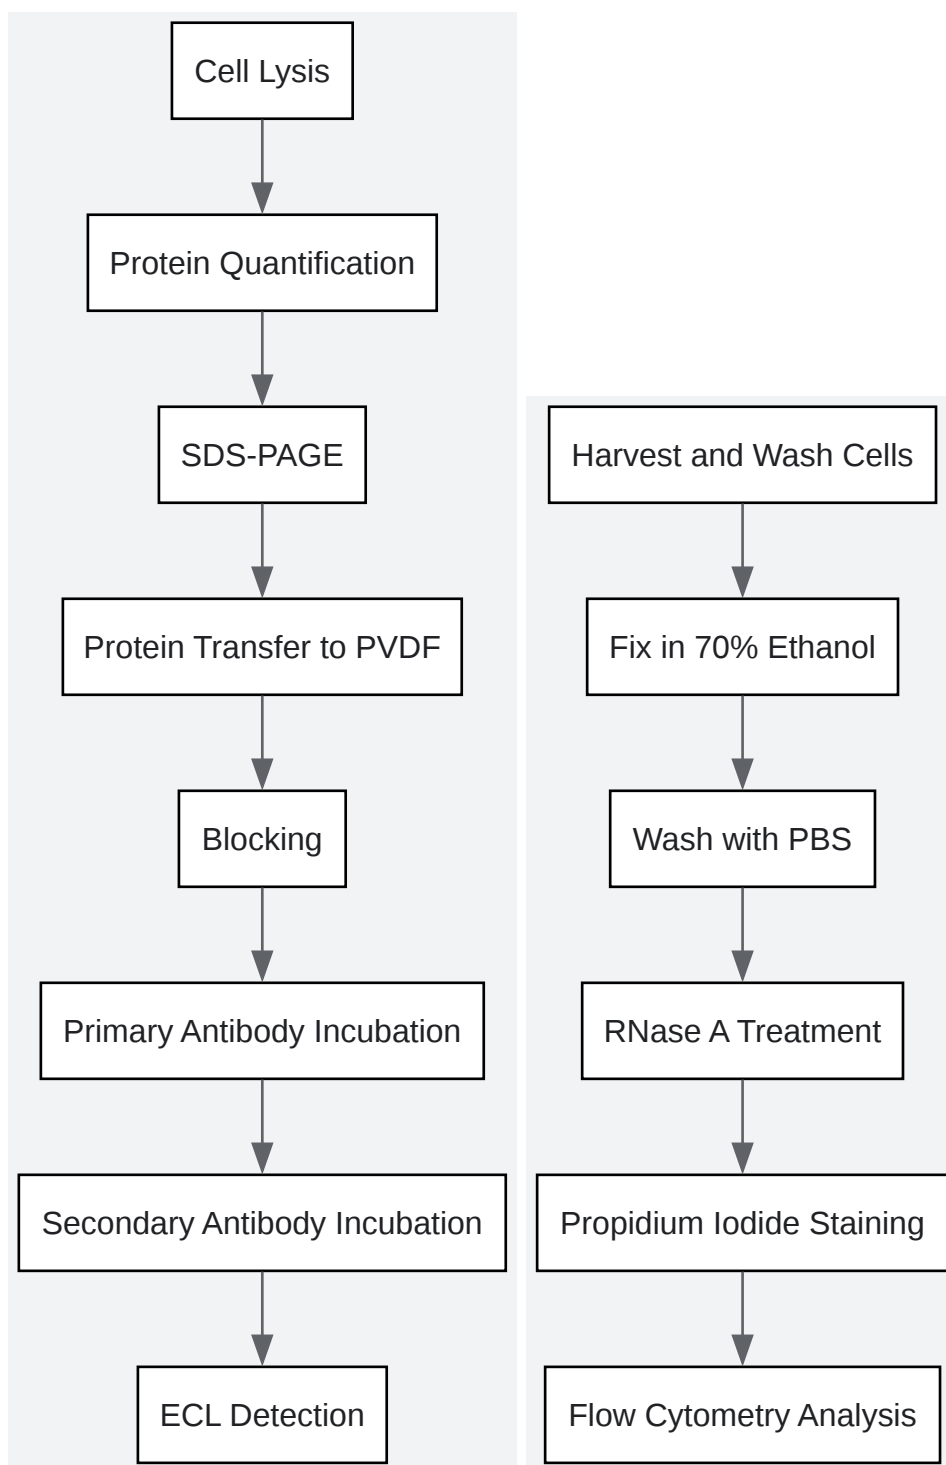 Cell Lysis
Protein Quantification
SDS-PAGE
Protein Transfer to PVDF
Blocking
Primary Antibody Incubation
Secondary Antibody Incubation
ECL Detection
Harvest and Wash Cells
Fix in 70% Ethanol
Wash with PBS
RNase A Treatment
Propidium Iodide Staining
Flow Cytometry Analysis